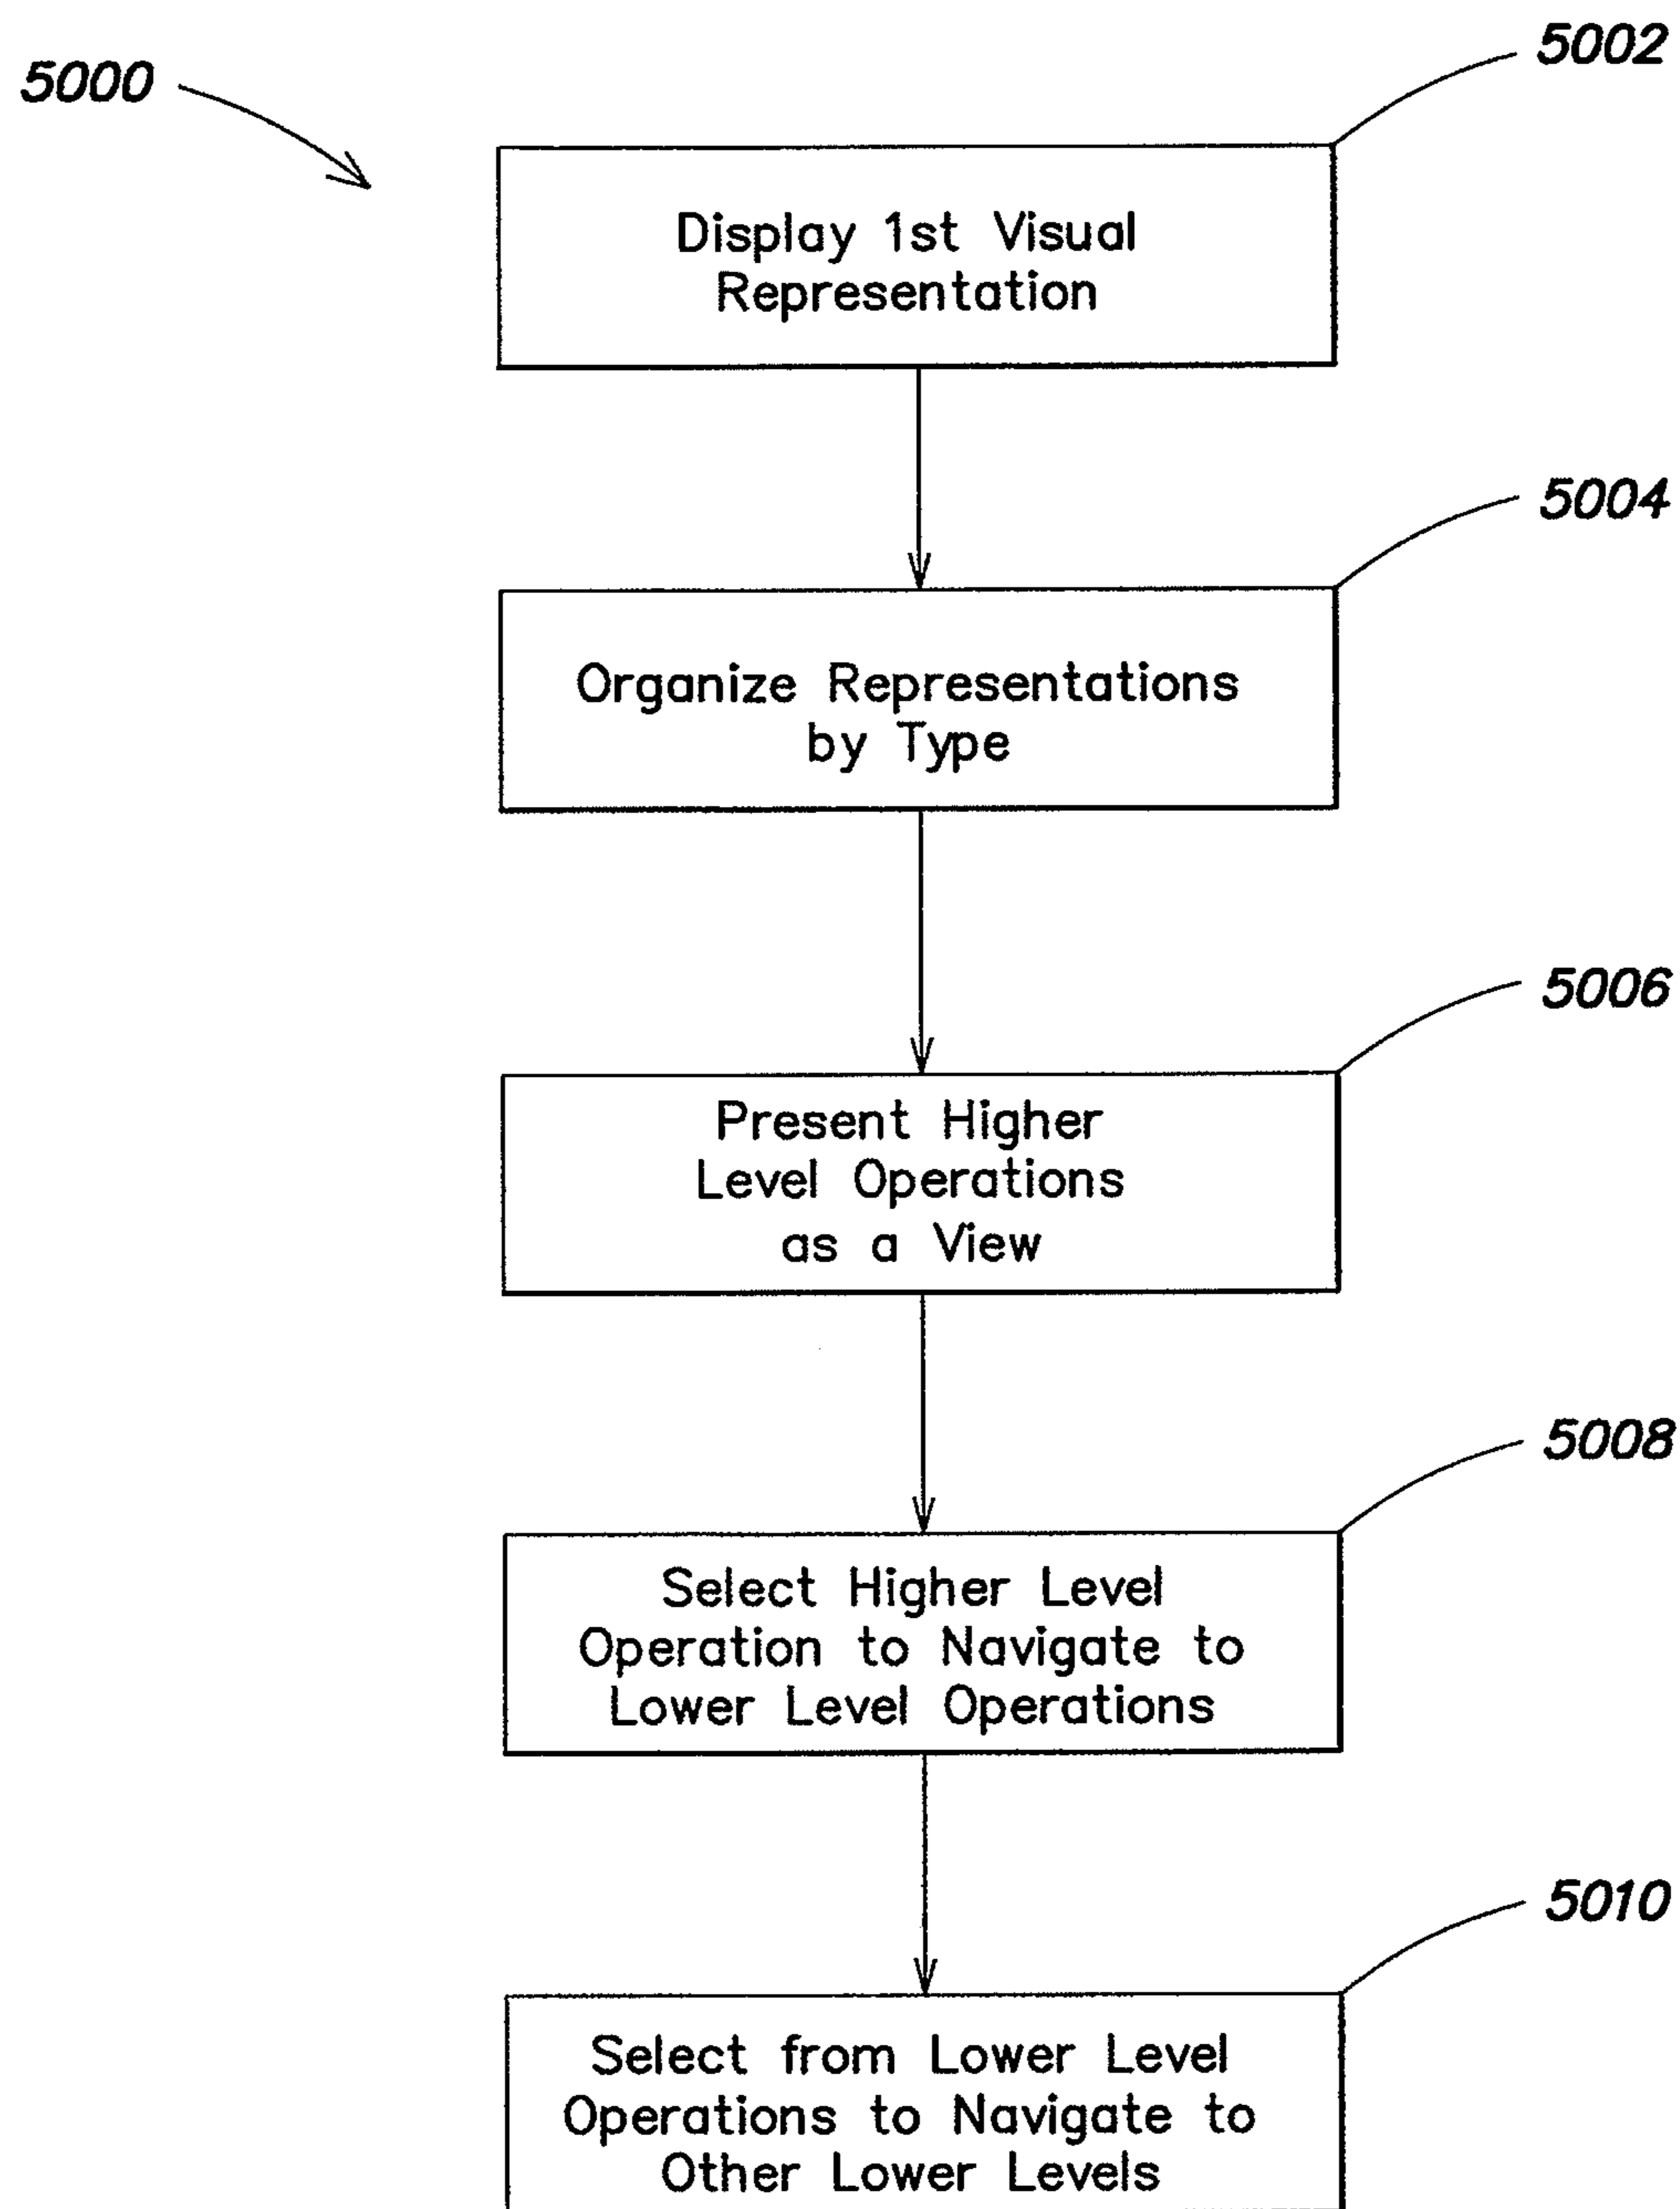 5000
5002
Display 1st Visual
Representation
5004
Organize Representations
by Type
5006
Present Higher
Level Operations
as a View
5008
Select Higher Level
Operation to Navigate to
Lower Level Operations
5010
Select from Lower Level
Operations to Navigate to
Other Lower Levels